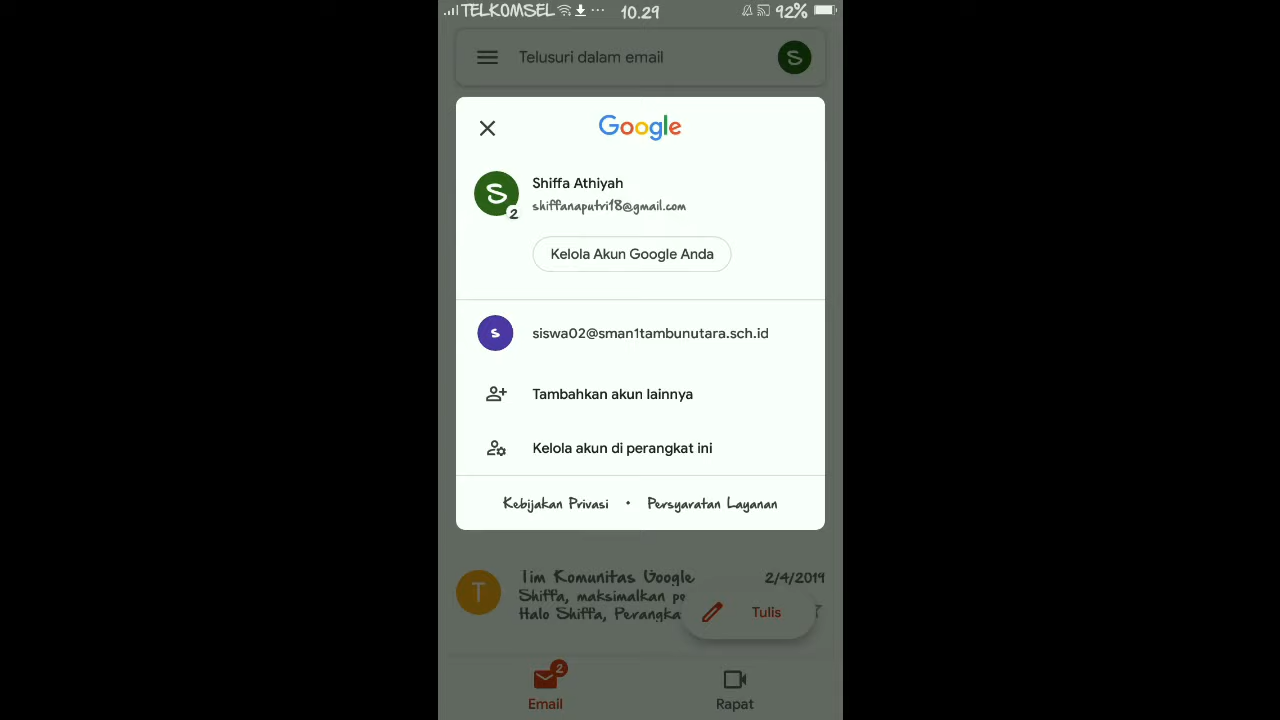 TELKOMSEL 10.29 92%
Telusuri dalam email S
Google
S 2 Shiffa Athiyah
shiffanaputri18@gmail.com
Kelola Akun Google Anda
s siswa02@sman1tambunutara.sch.id
Tambahkan akun lainnya
Kelola akun di perangkat ini
Kebijakan Privasi • Persyaratan Layanan
T Tim Komunitas Google 2/4/2019
Shiffa, maksimalkan
Halo Shiffa,
Tulis
2
Email Rapat